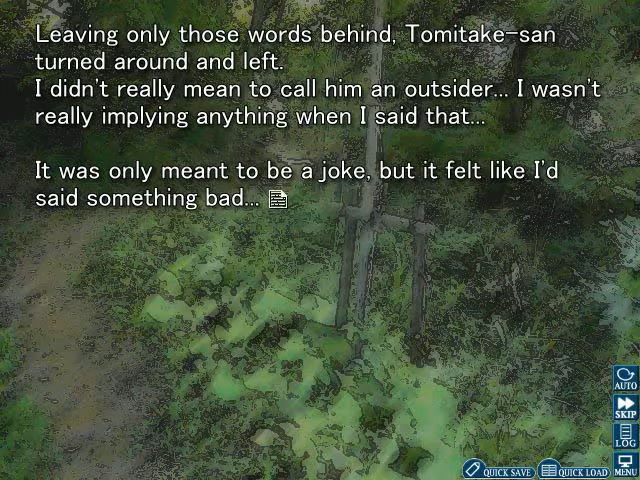 Leaving only those words behind, Tomitake-san
turned around and left.
I didn't really mean to call him an outsider... I wasn't
really implying anything when I said that...
It was only meant to be a joke, but it felt like I'd
said something bad...
AUTO
SKIP
LOG
MENU
QUICK SAVE
QUICK LOAD